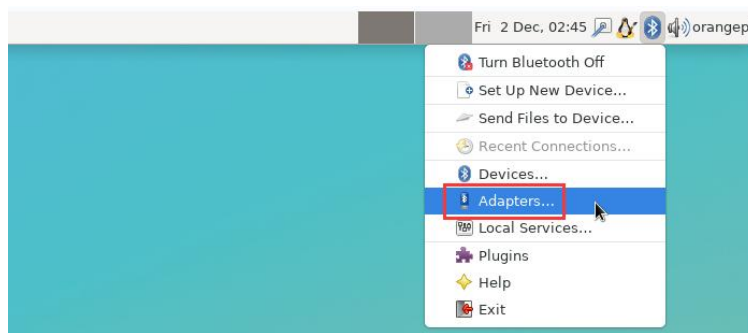 Fri 2 Dec, 02:45 orangep
Turn Bluetooth Off
Set Up New Device...
Send Files to Device...
Recent Connections...
Devices...
Adapters...
Local Services...
Plugins
Help
Exit